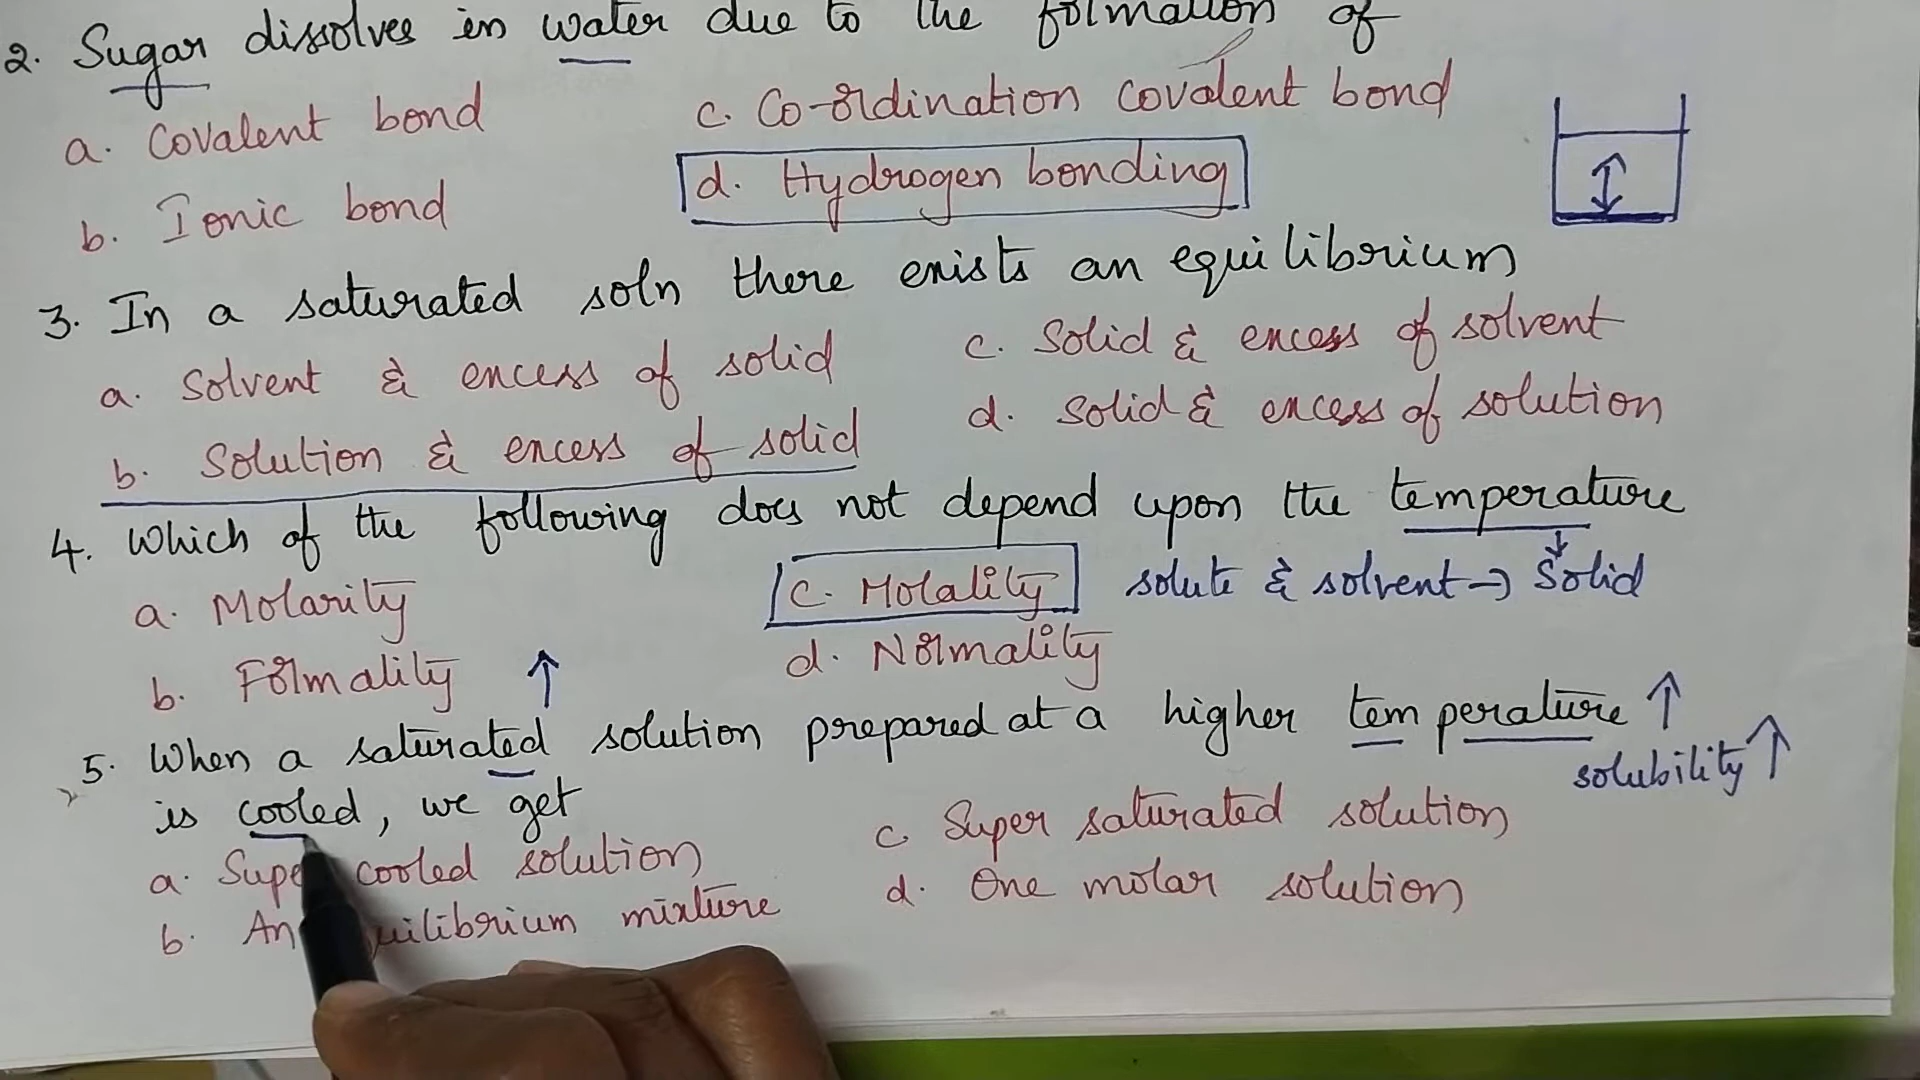 2. Sugar dissolves in water due to the formation of
a. Covalent bond
c. Co-ordination covalent bond
b. Ionic bond
d. Hydrogen bonding
3. In a saturated soln there exists an equilibrium
a. Solvent & excess of solid
c. Solid & excess of solvent
b. Solution & excess of solid
d. Solid & excess of solution
4. Which of the following does not depend upon the temperature
a. Molarity
c. Molality solute & solvent → Solid
b. Formality ↑
d. Normality
5. When a saturated solution prepared at a higher temperature ↑
solubility ↑
is cooled, we get
a. Super cooled solution
c. Super saturated solution
b. An mixture
d. One molar solution